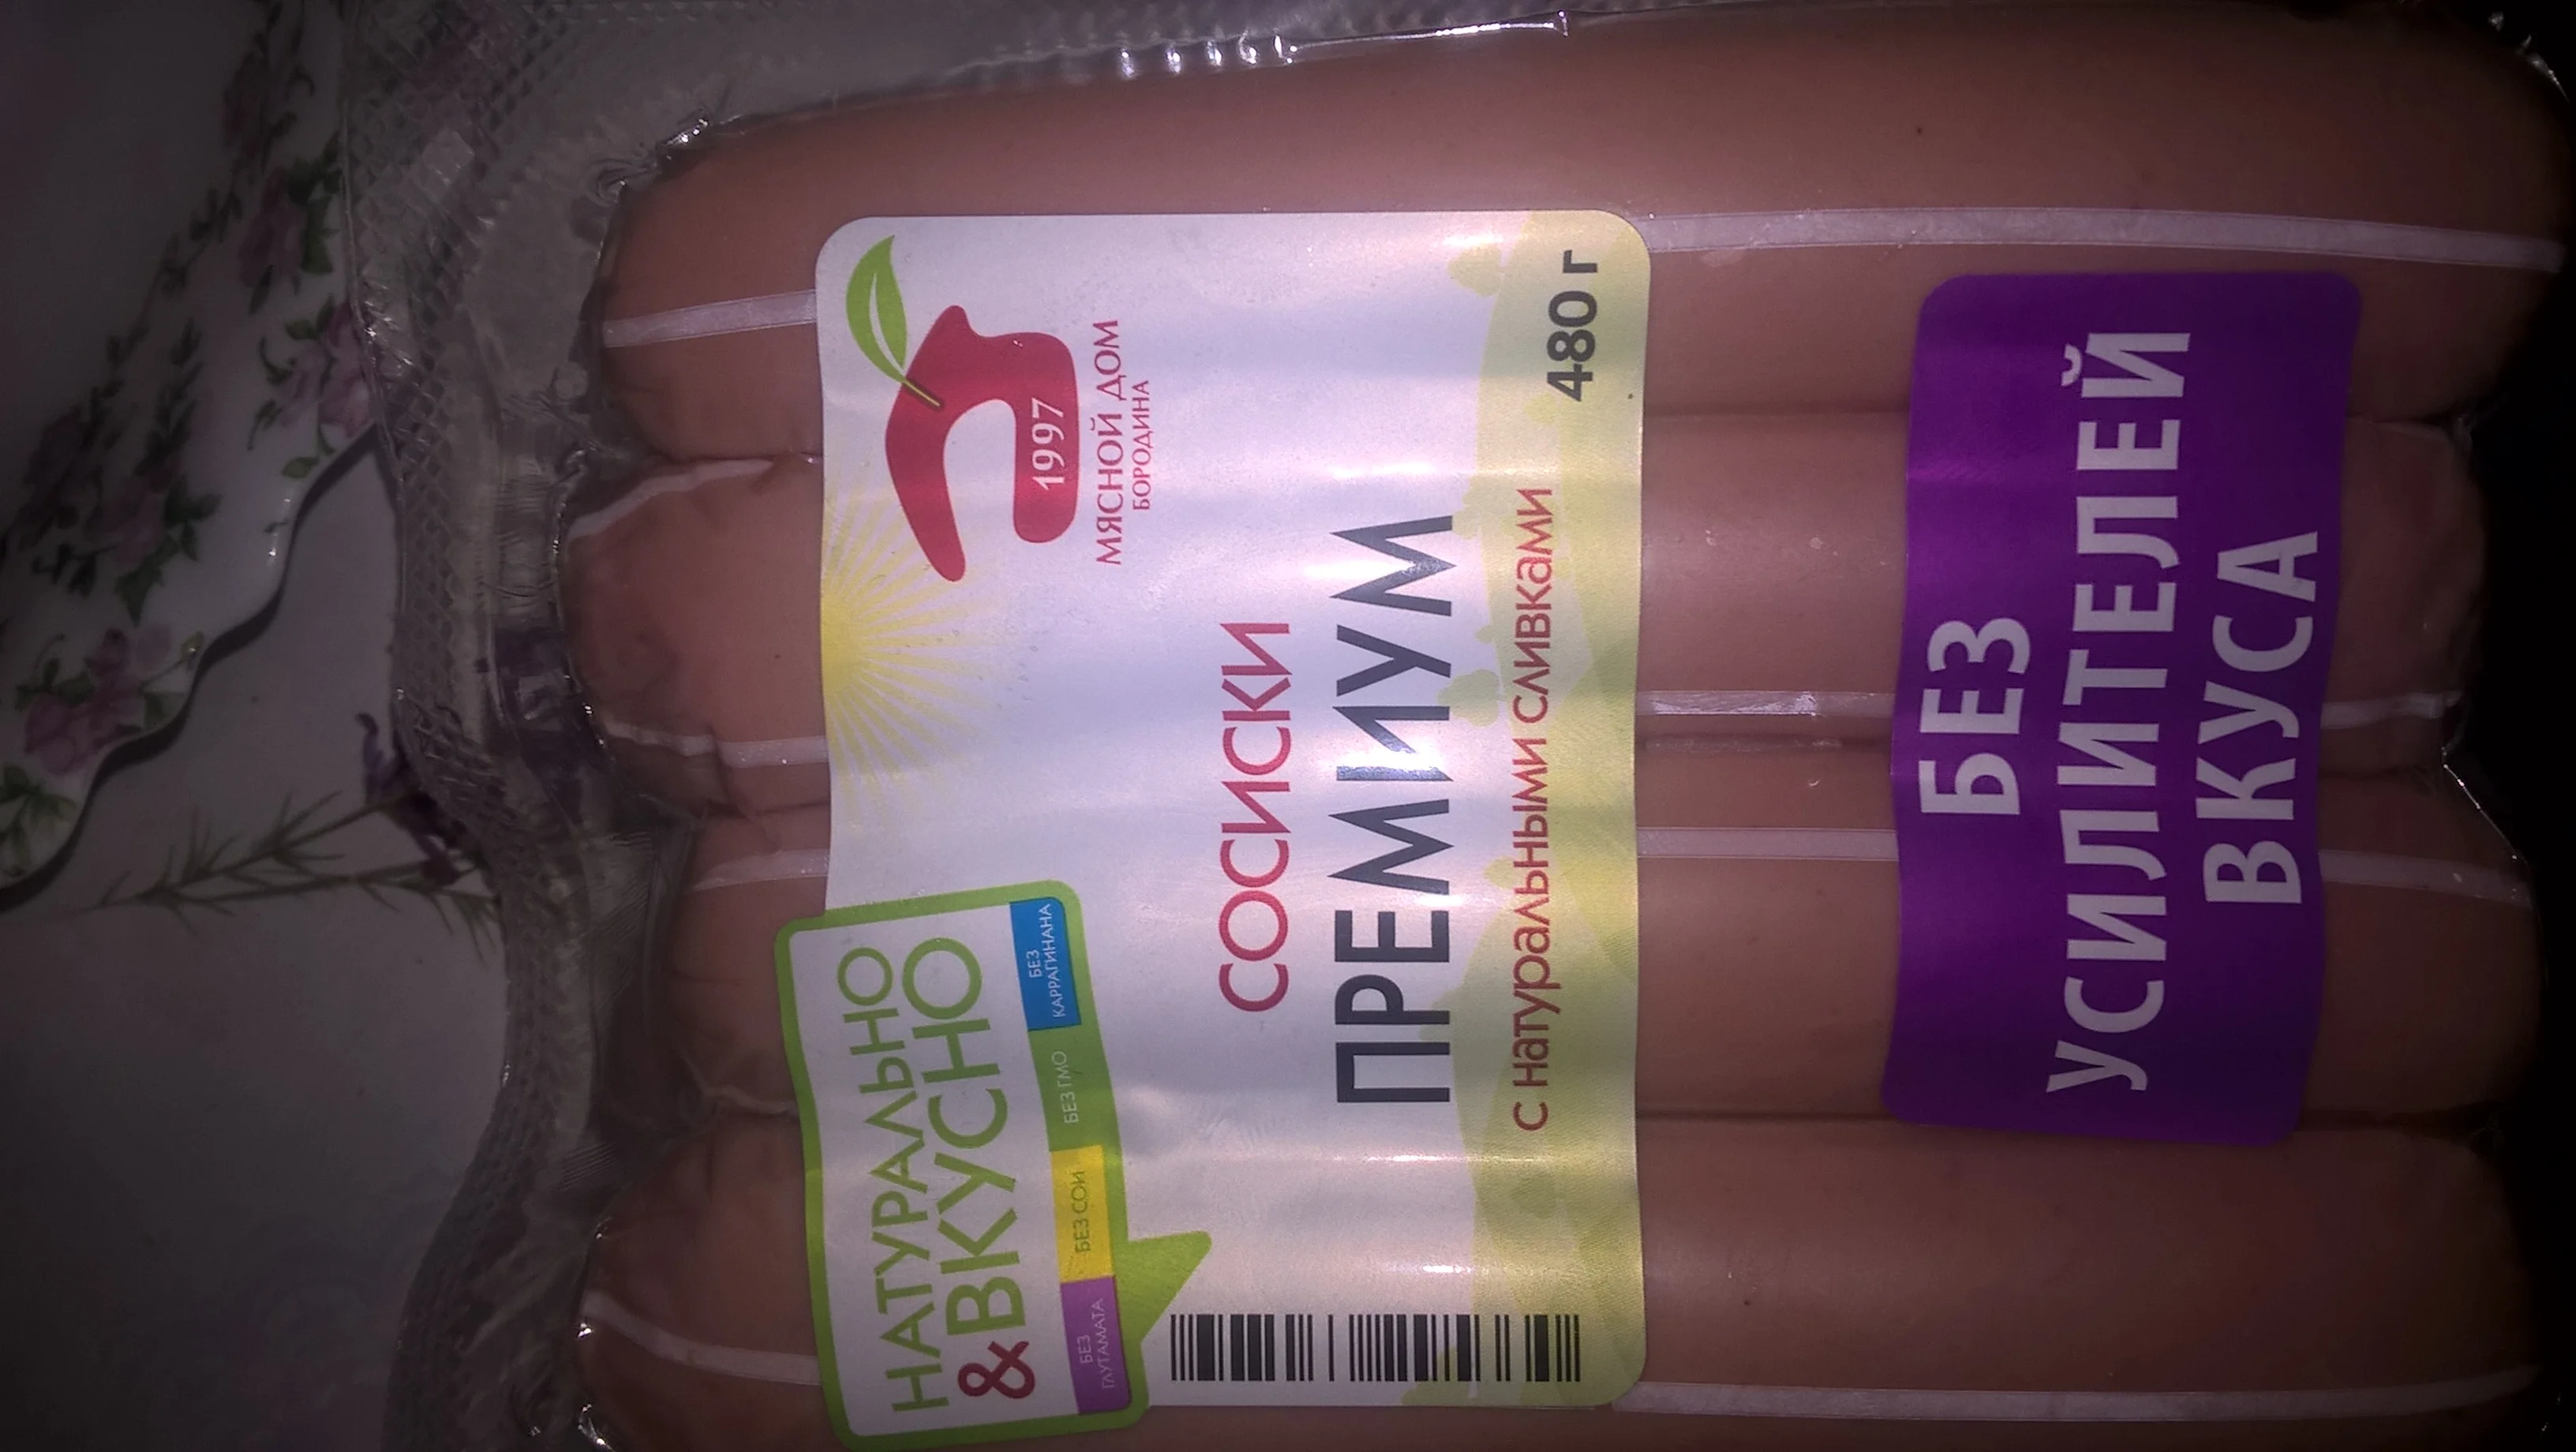 НАТУРАЛЬНО
&ВКУСНО
БЕЗ
ГЛУТАМАТА
БЕЗ СОИ
БЕЗ ГМО
БЕЗ
КАРРАГИНАНА
1997
МЯСНОЙ ДОМ
БОРОДИНА
СОСИСКИ
ПРЕМИУМ
с натуральными сливками
480 г
БЕЗ
УСИЛИТЕЛЕЙ
ВКУСА